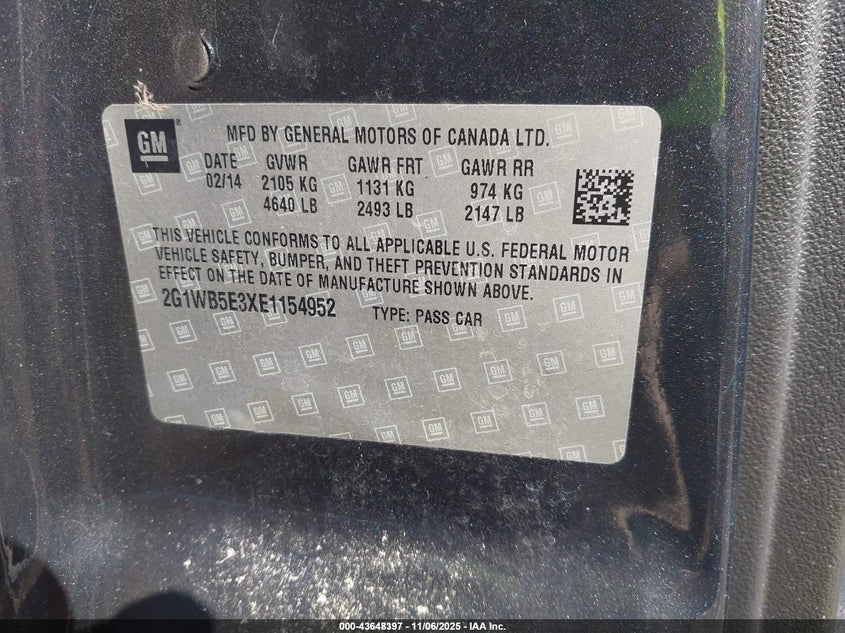 GM
MFD BY GENERAL MOTORS OF CANADA LTD.
DATE GVWR GAWR FRT GAWR RR
02/14 2105 KG 1131 KG 974 KG
4640 LB 2493 LB 2147 LB
THIS VEHICLE CONFORMS TO ALL APPLICABLE U.S. FEDERAL MOTOR
VEHICLE SAFETY, BUMPER, AND THEFT PREVENTION STANDARDS IN
EFFECT ON THE DATE OF MANUFACTURE SHOWN ABOVE.
2G1WB5E3XE1154952 TYPE: PASS CAR
000-43648397 - 11/06/2025 - IAA Inc.